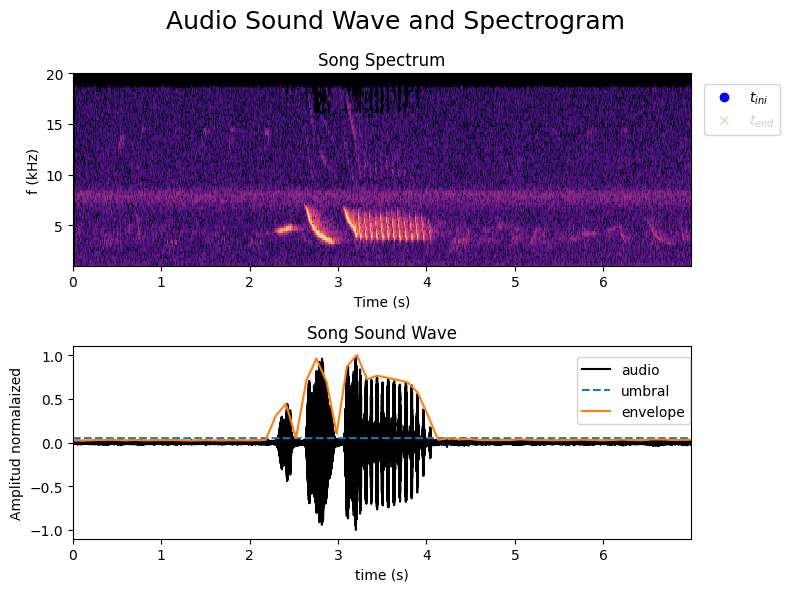 Audio Sound Wave and Spectrogram
Song Spectrum
20
15
10
5
f (kHz)
0 1 2 3 4 5 6
Time (s)
t_ini
t_end
Song Sound Wave
1.0
0.5
0.0
−0.5
−1.0
Amplitud normalaized
0 1 2 3 4 5 6
time (s)
audio
umbral
envelope